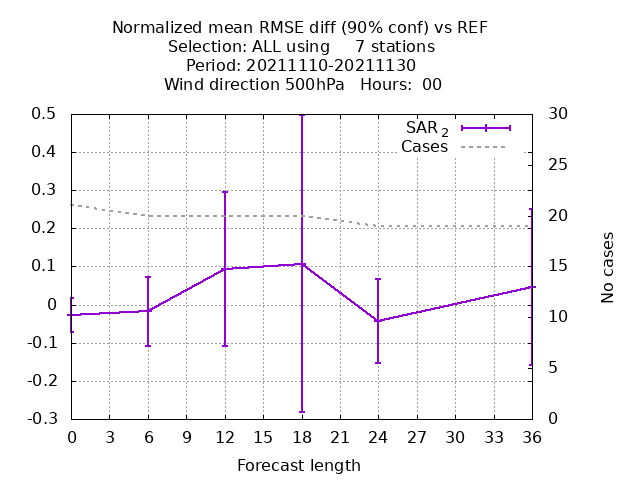 Normalized mean RMSE diff (90% conf) vs REF
Selection: ALL using     7 stations
Period: 20211110-20211130
Wind direction 500hPa   Hours:  00
SAR 2
Cases
0.5
0.4
0.3
0.2
0.1
0
-0.1
-0.2
-0.3
30
25
20
15
10
5
0
No cases
0 3 6 9 12 15 18 21 24 27 30 33 36
Forecast length